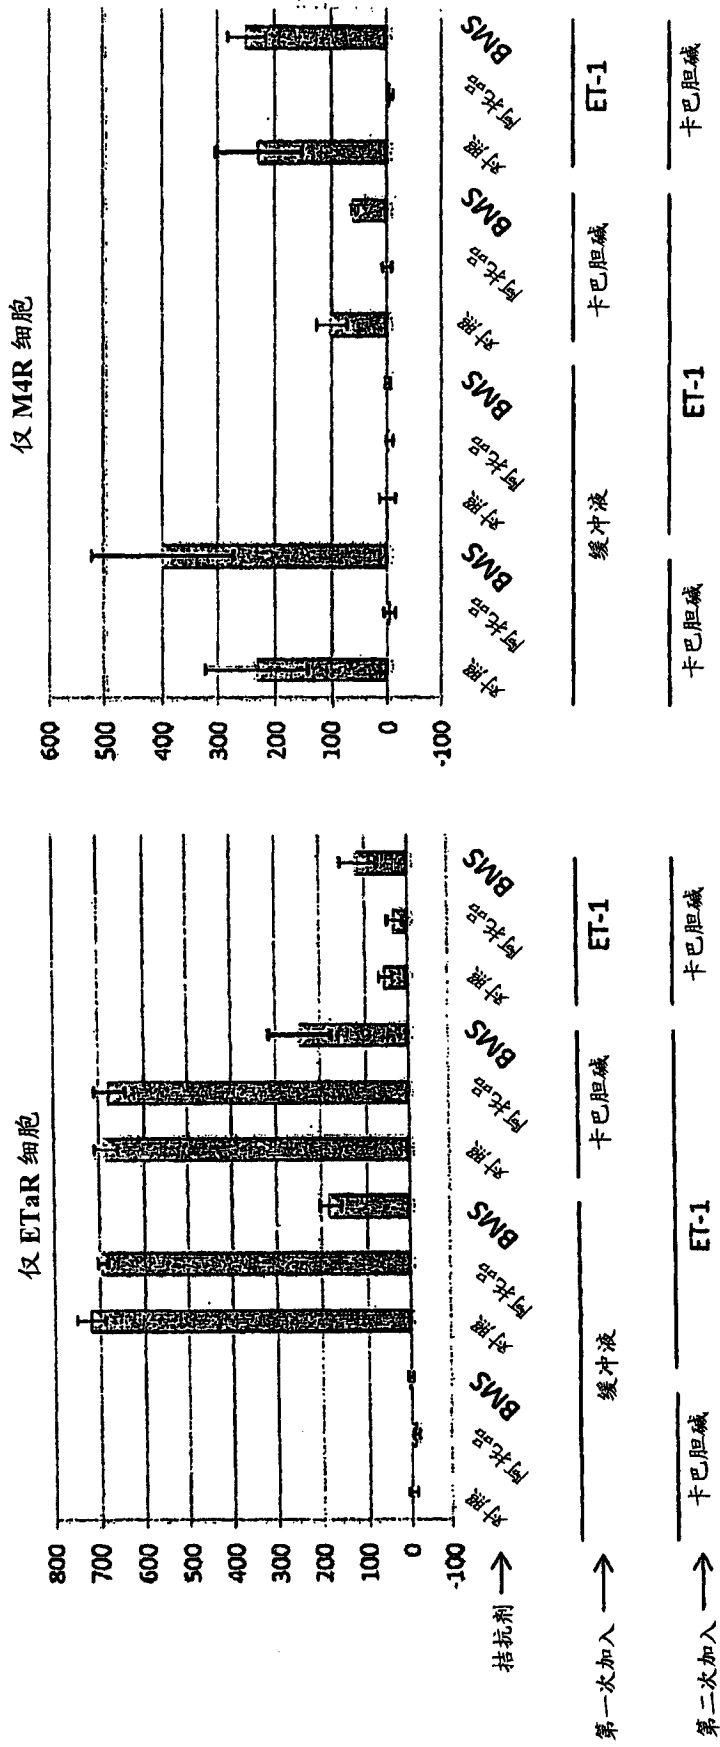 仅 ETaR 细胞
800
700
600
500
400
300
200
100
0
-100
拮抗剂 → 对照 阿托品 BMS 对照 阿托品 BMS 对照 阿托品 BMS 对照 阿托品 BMS
第一次加入 → 缓冲液 卡巴胆碱 ET-1
第二次加入 → 卡巴胆碱 ET-1 卡巴胆碱
仅 M4R 细胞
600
500
400
300
200
100
0
-100
对照 阿托品 BMS 对照 阿托品 BMS 对照 阿托品 BMS 对照 阿托品 BMS
缓冲液 卡巴胆碱 ET-1
卡巴胆碱 ET-1 卡巴胆碱